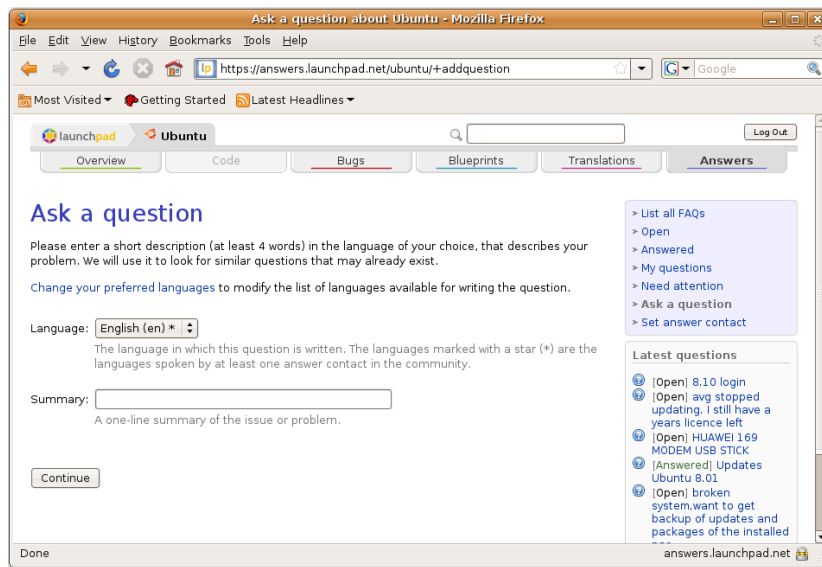 Ask a question about Ubuntu - Mozilla Firefox
File Edit View History Bookmarks Tools Help
lp https://answers.launchpad.net/ubuntu/+addquestion G Google
Most Visited Getting Started Latest Headlines
launchpad Ubuntu Log Out
Overview Code Bugs Blueprints Translations Answers
Ask a question
Please enter a short description (at least 4 words) in the language of your choice, that describes your
problem. We will use it to look for similar questions that may already exist.
Change your preferred languages to modify the list of languages available for writing the question.
Language: English (en) *
The language in which this question is written. The languages marked with a star (*) are the
languages spoken by at least one answer contact in the community.
Summary:
A one-line summary of the issue or problem.
Continue
List all FAQs
Open
Answered
My questions
Need attention
Ask a question
Set answer contact
Latest questions
[Open] 8.10 login
[Open] avg stopped
updating. I still have a
years licence left
[Open] HUAWEI 169
MODEM USB STICK
[Answered] Updates
Ubuntu 8.01
[Open] broken
system,want to get
backup of updates and
packages of the installed
Done answers.launchpad.net